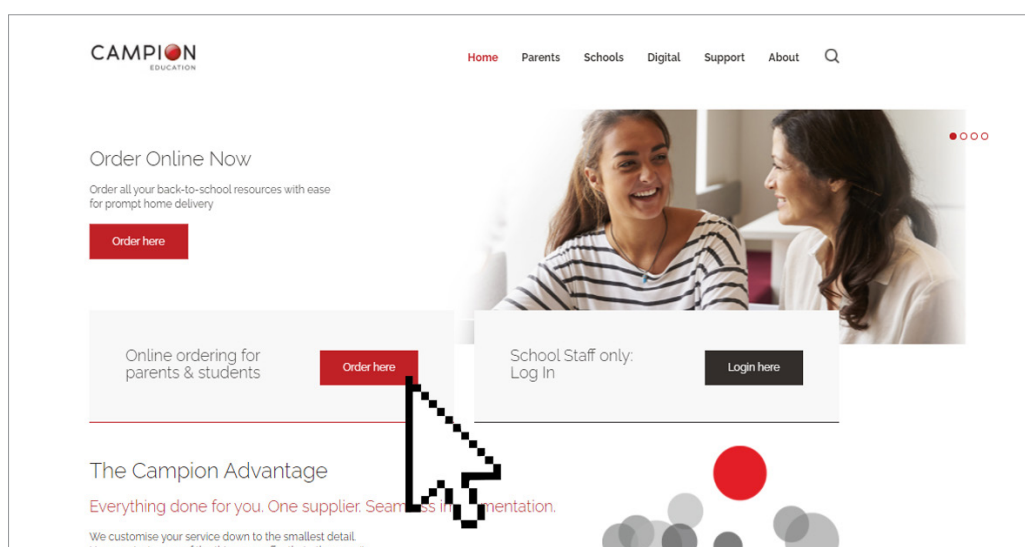 CAMPION
EDUCATION
Home Parents Schools Digital Support About
Order Online Now
Order all your back-to-school resources with ease
for prompt home delivery
Order here
Online ordering for
parents & students
Order here
School Staff only:
Log In
Login here
The Campion Advantage
Everything done for you. One supplier.
We customise your service down to the smallest detail.